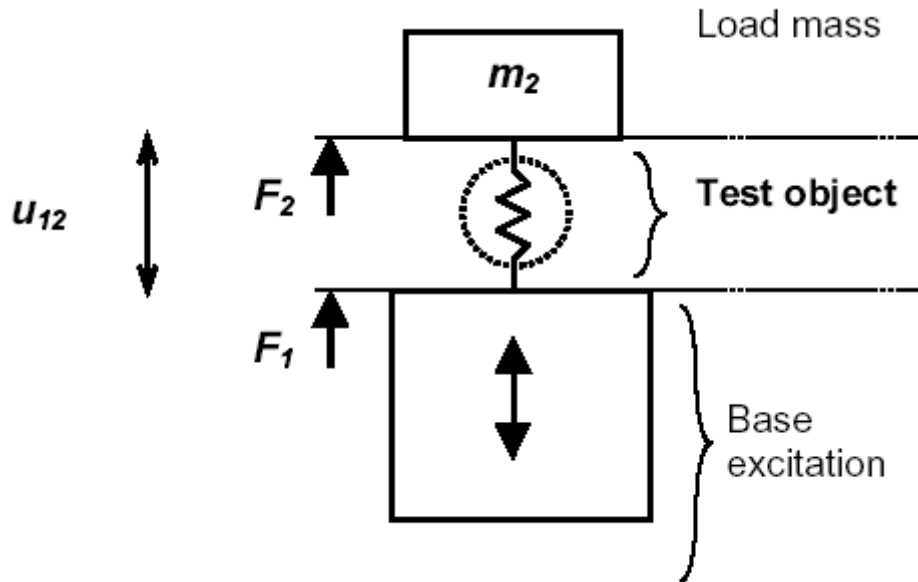 Load mass
m2
F2
Test object
u12
F1
Base
excitation